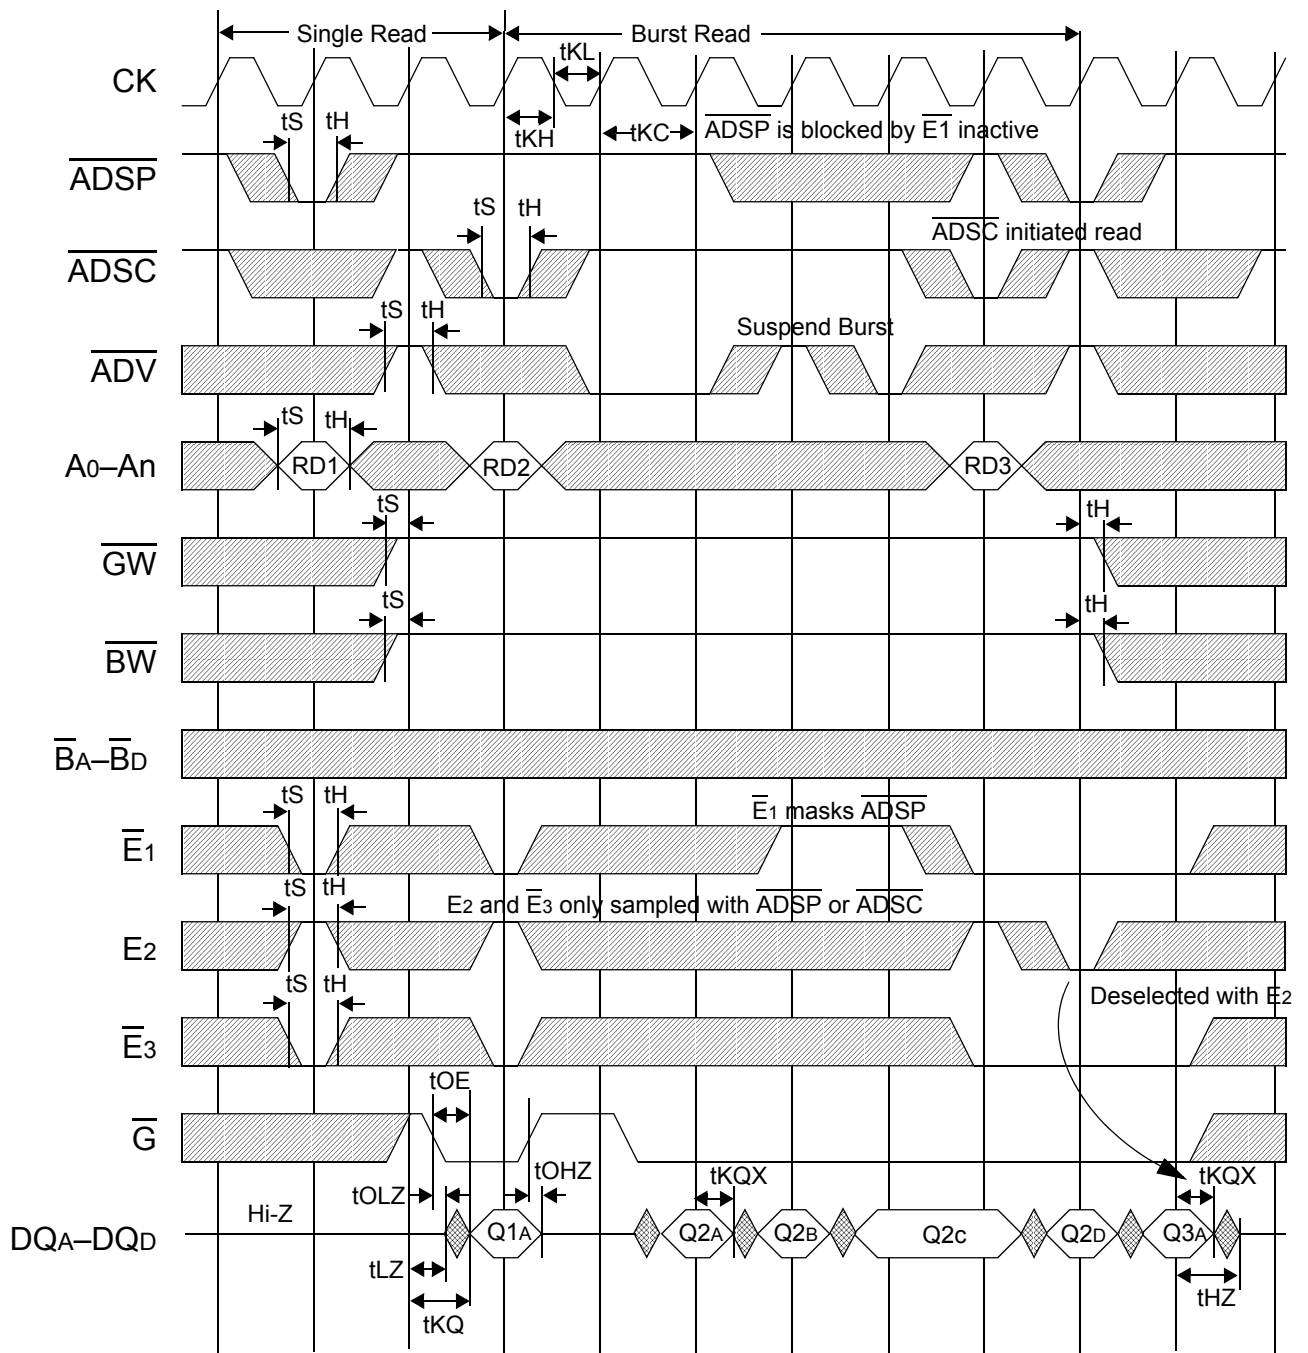 Single Read
Burst Read
CK
tKL
tS
tH
tKH
tKC
ADSP is blocked by E1 inactive
ADSP
tS
tH
ADSC initiated read
ADSC
tS
tH
Suspend Burst
ADV
tS
tH
A0–An
RD1
RD2
RD3
tS
tH
GW
tS
tH
BW
BA–BD
tS
tH
E1 masks ADSP
E1
tS
tH
E2 and E3 only sampled with ADSP or ADSC
E2
tS
tH
Deselected with E2
E3
tOE
G
tOHZ
tKQX
tKQX
tOLZ
Hi-Z
DQA–DQD
Q1A
Q2A
Q2B
Q2c
Q2D
Q3A
tLZ
tHZ
tKQ